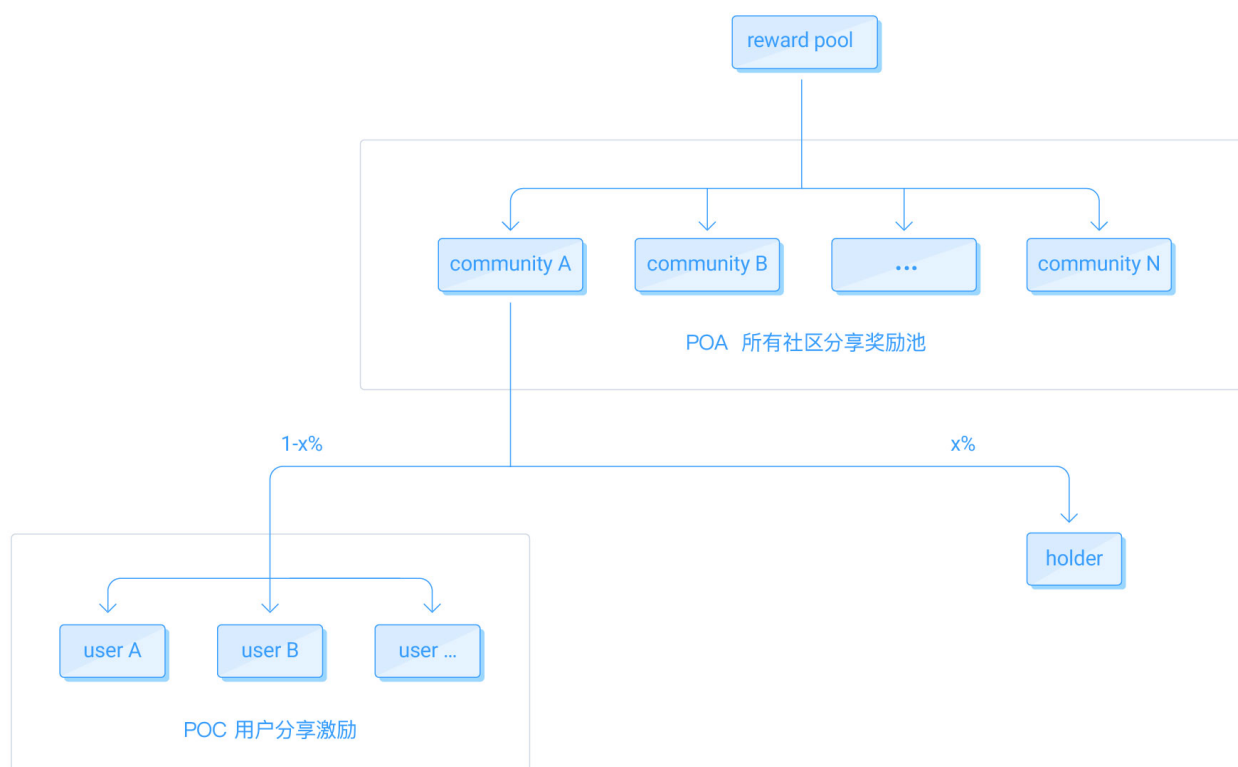 reward pool
community A
community B
...
community N
POA 所有社区分享奖励池
1-x%
x%
holder
user A
user B
user ...
POC 用户分享激励